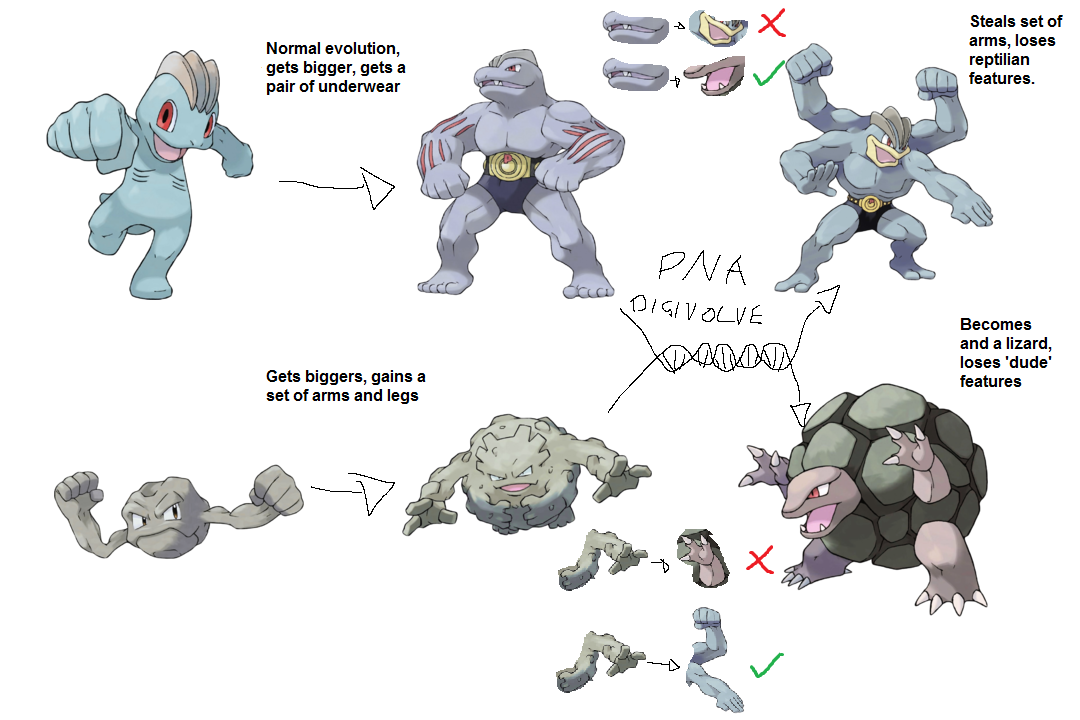 Normal evolution,
gets bigger, gets a
pair of underwear
Steals set of
arms, loses
reptilian
features.
DNA
DIGIVOLVE
Gets biggers, gains a
set of arms and legs
Becomes
and a lizard,
loses 'dude'
features